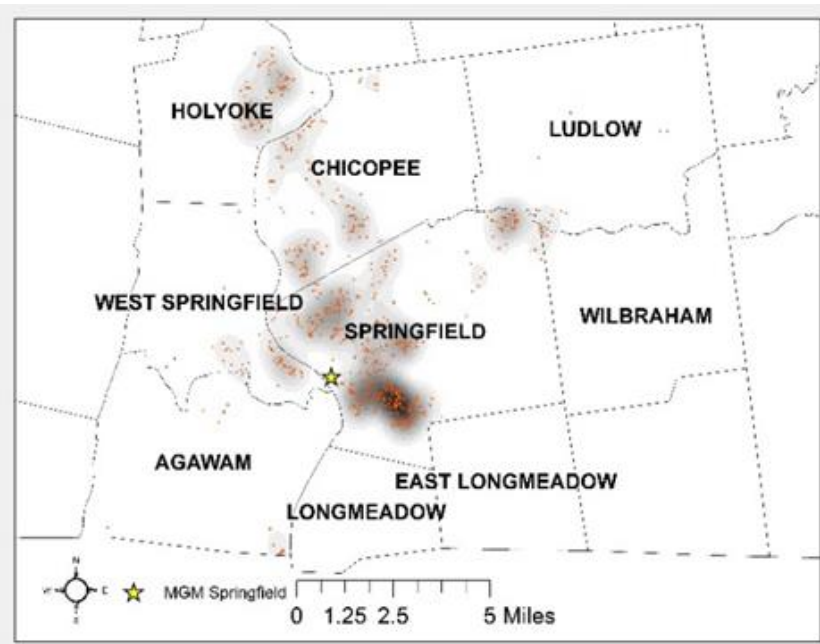 HOLYOKE
LUDLOW
CHICOPEE
WEST SPRINGFIELD
SPRINGFIELD
WILBRAHAM
AGAWAM
EAST LONGMEADOW
LONGMEADOW
N
MGM Springfield
0 1.25 2.5 5 Miles